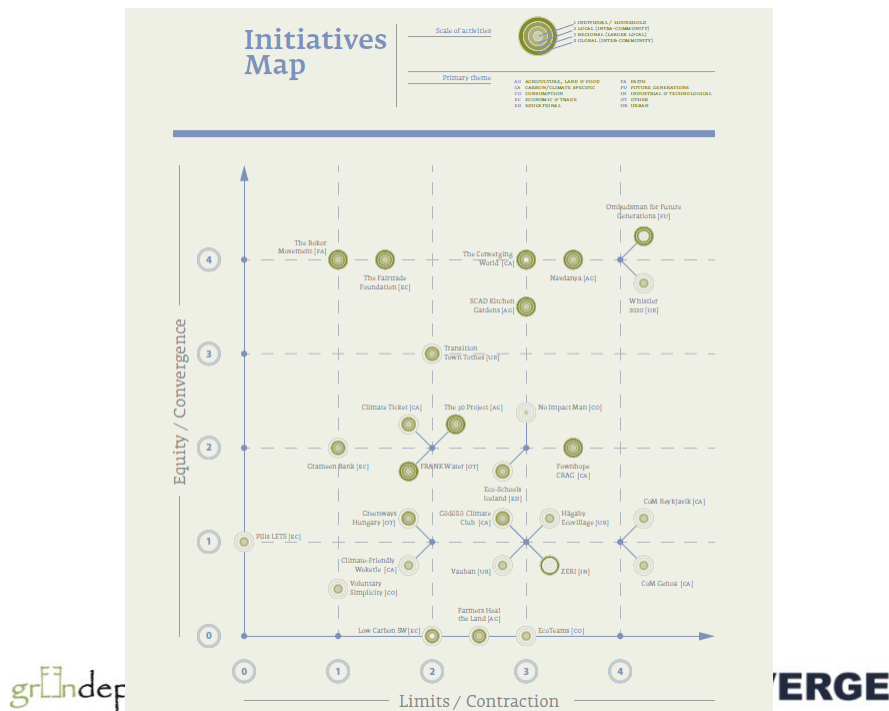 Initiatives
Map
Scale of activities
1 INDIVIDUAL / HOUSEHOLD
2 LOCAL (INTRA-COMMUNITY)
3 REGIONAL (LARGER LOCAL)
4 GLOBAL (INTER-COMMUNITY)
Primary theme
AG AGRICULTURE, LAND & FOOD
CA CARBON/CLIMATE SPECIFIC
CO CONSUMPTION
EC ECONOMIC & TRADE
ED EDUCATIONAL
FA FAITH
FU FUTURE GENERATIONS
IN INDUSTRIAL & TECHNOLOGICAL
OT OTHER
UR URBAN
Equity / Convergence
Ombudsman for Future
Generations [FU]
4
The Bokor
Movement [FA]
The Fairtrade
Foundation [EC]
The Converging
World [CA]
Navdanya [AG]
SCAD Kitchen
Gardens [AG]
Whistler
2020 [UR]
3
Transition
Town Totnes [UR]
Climate Ticket [CA]
The 30 Project [AG]
No Impact Man [CO]
2
Grameen Bank [EC]
FRANK Water [OT]
Eco-Schools
Iceland [ED]
Fownhope
CRAG [CA]
Greenways
Hungary [OT]
Gödöllő Climate
Club [CA]
Hågaby
Ecovillage [UR]
CoM Reykjavik [CA]
1
Pilis LETS [EC]
Climate-Friendly
Wekerle [CA]
Vauban [UR]
ZERI [IN]
CoM Genoa [CA]
Voluntary
Simplicity [CO]
Farmers Heal
the Land [AG]
0
Low Carbon SW [EC]
EcoTeams [CO]
0
1
2
3
4
Limits / Contraction
gründep
VERGE